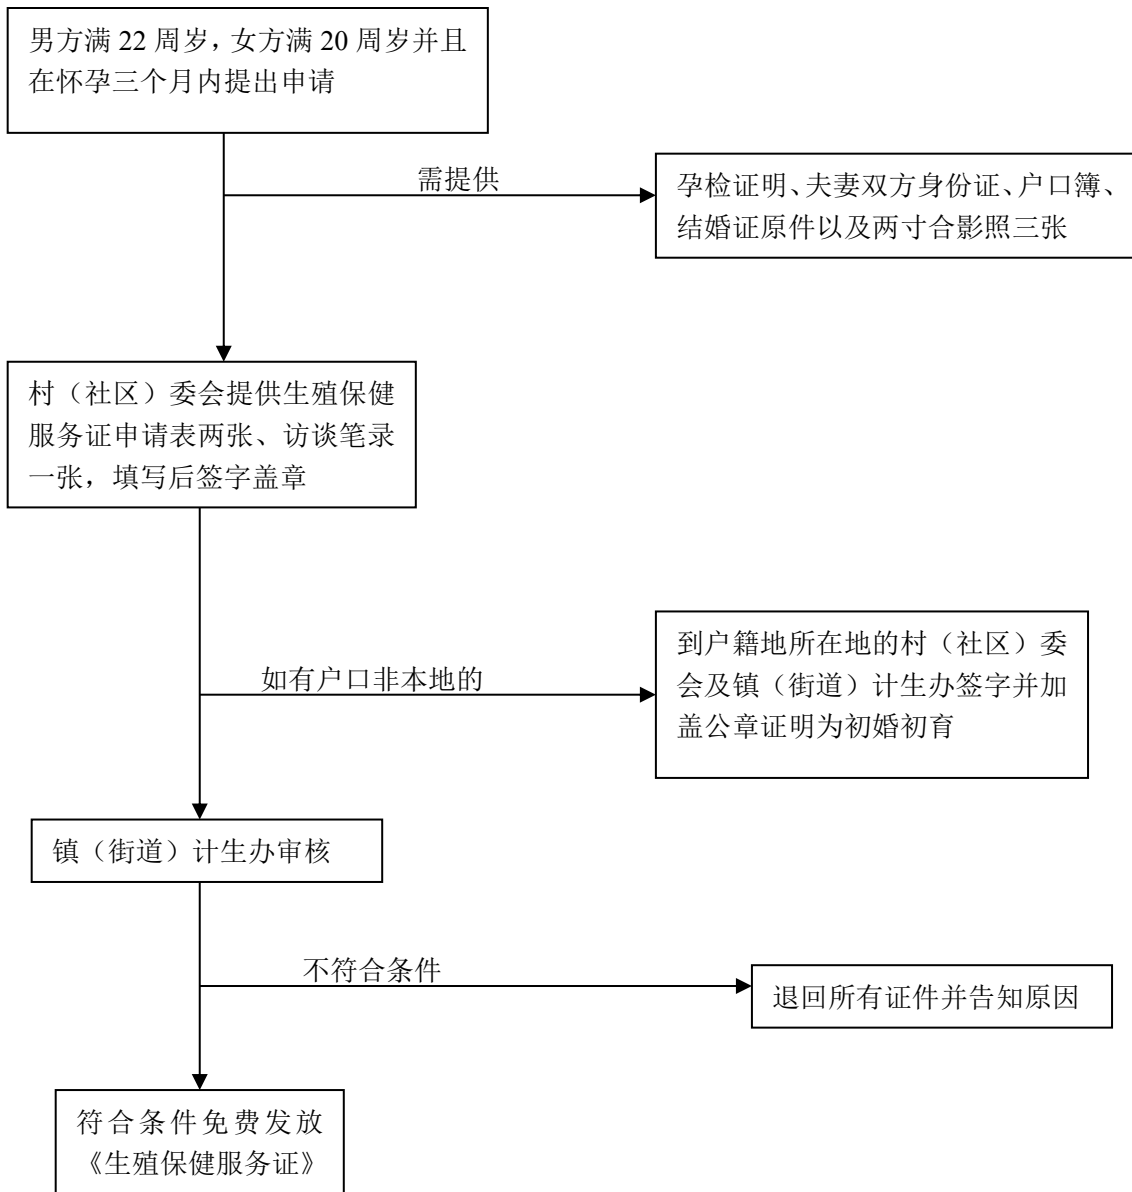 男方满 22 周岁，女方满 20 周岁并且
在怀孕三个月内提出申请
需提供
孕检证明、夫妻双方身份证、户口簿、
结婚证原件以及两寸合影照三张
村（社区）委会提供生殖保健
服务证申请表两张、访谈笔录
一张，填写后签字盖章
如有户口非本地的
到户籍地所在地的村（社区）委
会及镇（街道）计生办签字并加
盖公章证明为初婚初育
镇（街道）计生办审核
不符合条件
退回所有证件并告知原因
符合条件免费发放
《生殖保健服务证》